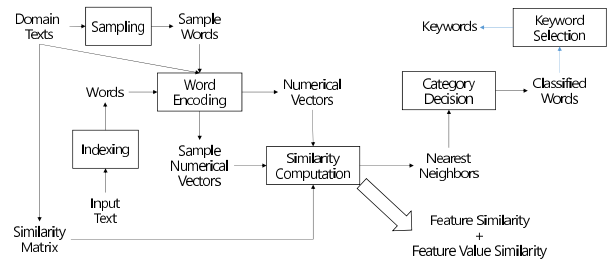 Domain
Texts
Sampling
Sample
Words
Keywords
Keyword
Selection
Words
Word
Encoding
Numerical
Vectors
Category
Decision
Classified
Words
Indexing
Sample
Numerical
Vectors
Similarity
Computation
Nearest
Neighbors
Input
Text
Similarity
Matrix
Feature Similarity
+
Feature Value Similarity